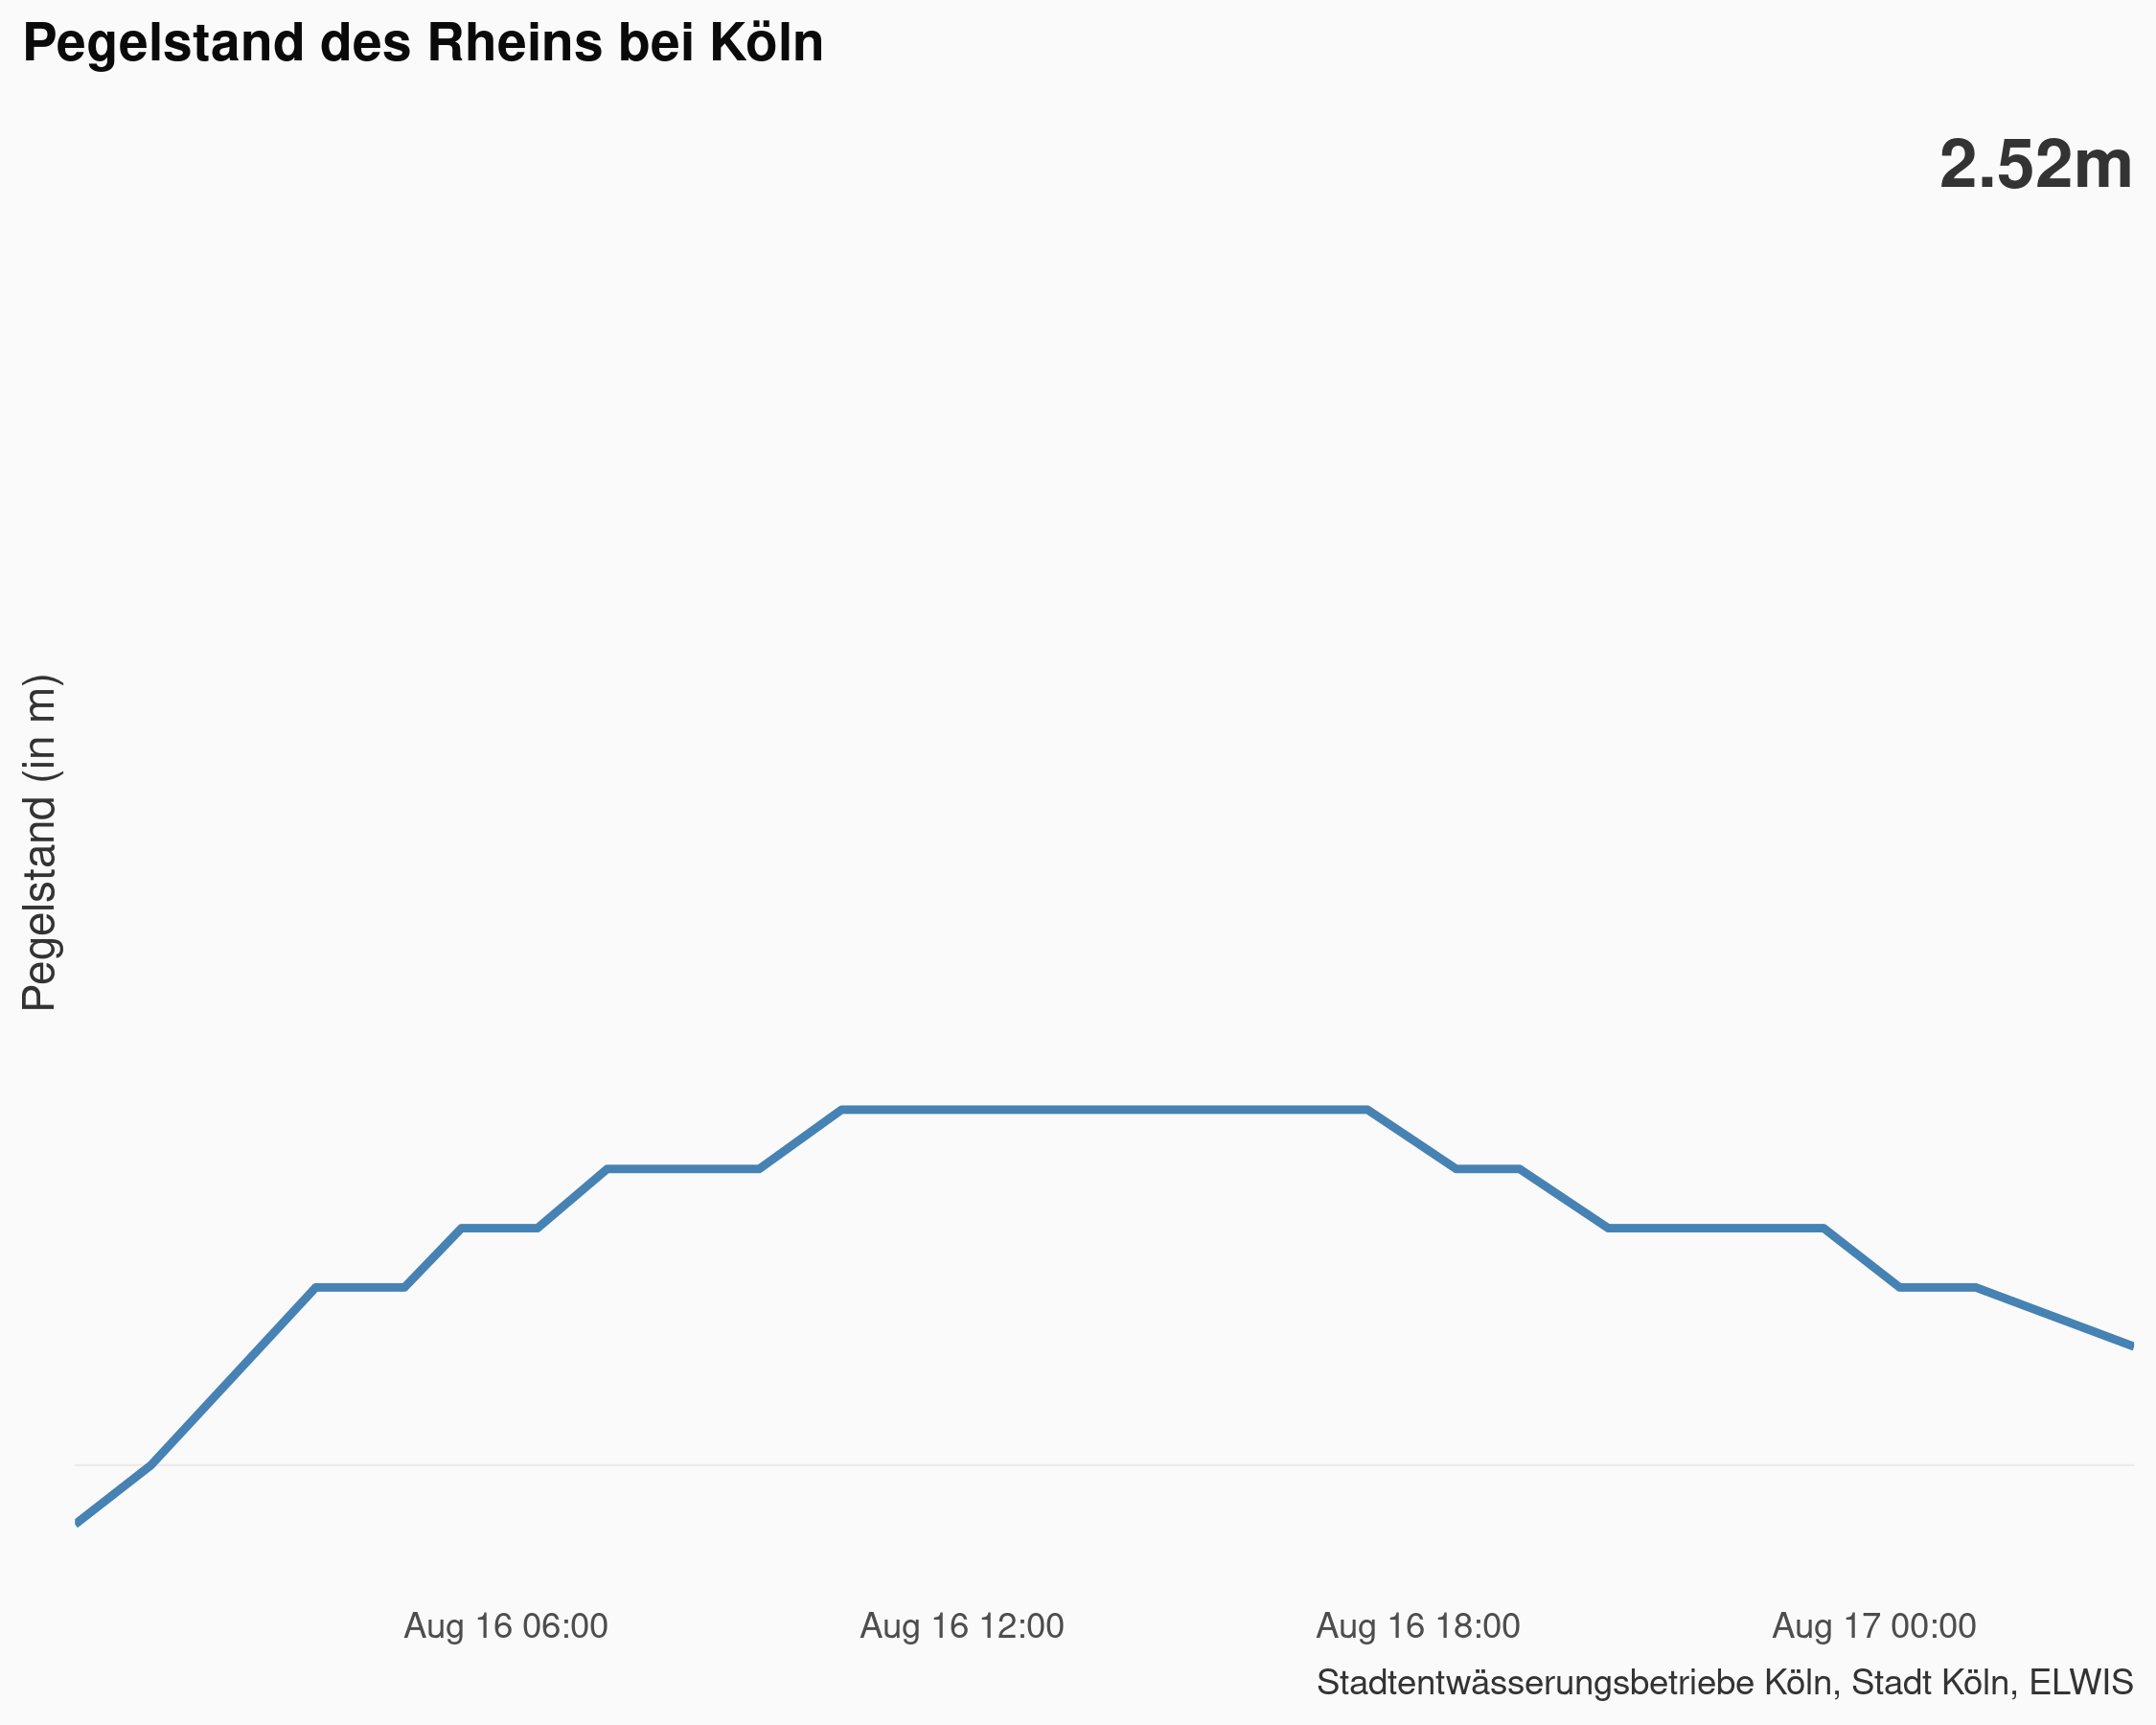 Pegelstand des Rheins bei Köln
2.52m
Pegelstand (in m)
Aug 16 06:00
Aug 16 12:00
Aug 16 18:00
Aug 17 00:00
Stadtentwässerungsbetriebe Köln, Stadt Köln, ELWIS